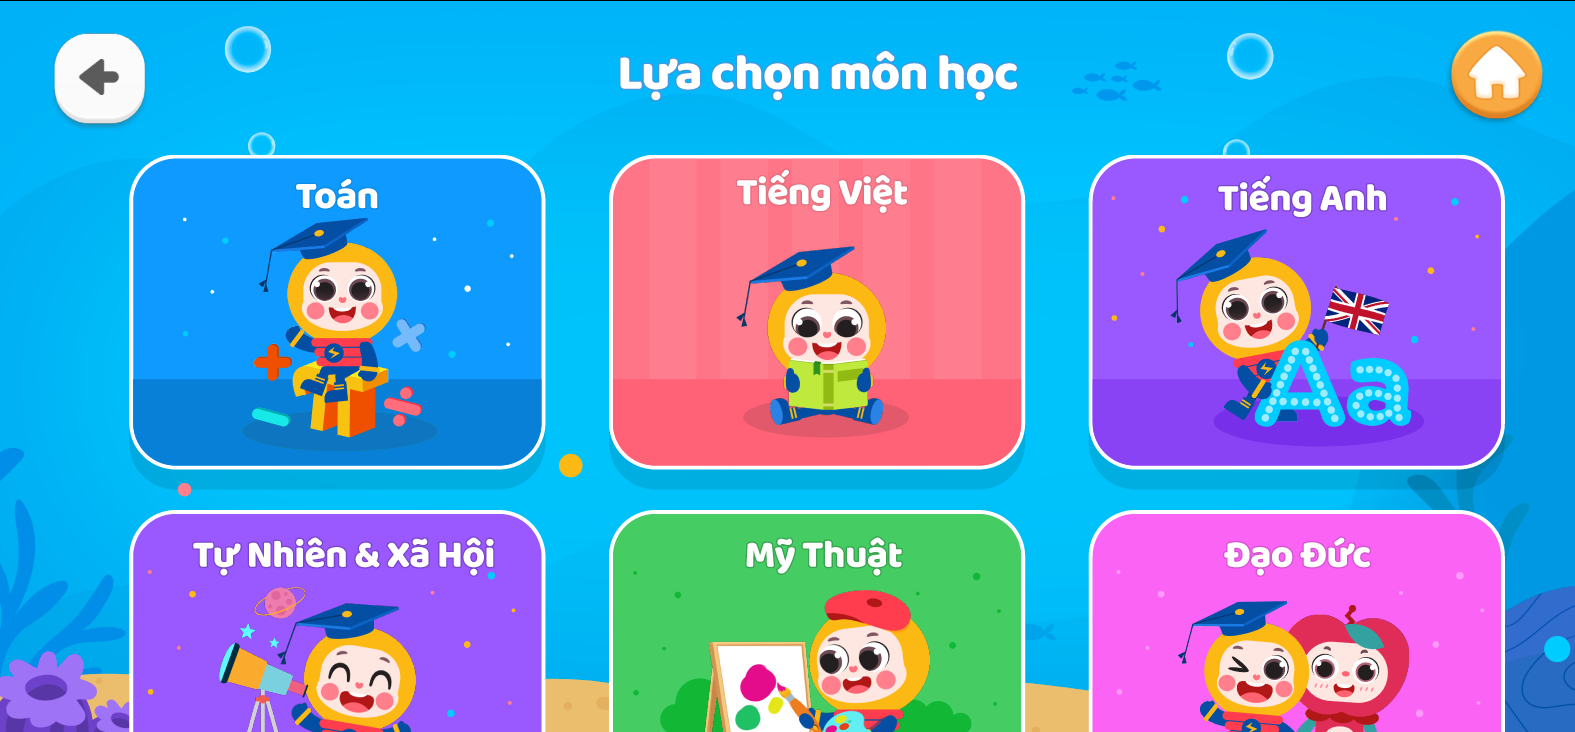 Lựa chọn môn học
Toán
Tiếng Việt
Tiếng Anh
Aa
Tự Nhiên & Xã Hội
Mỹ Thuật
Đạo Đức